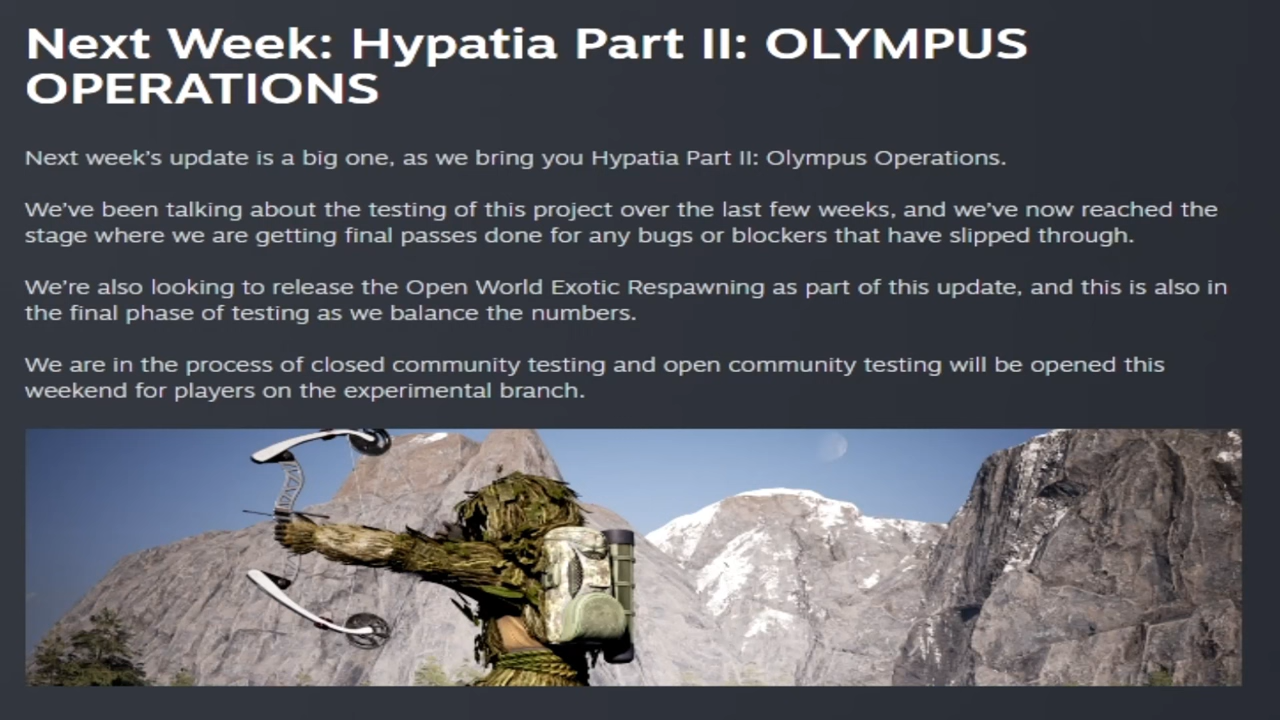 Next Week: Hypatia Part II: OLYMPUS
OPERATIONS
Next week's update is a big one, as we bring you Hypatia Part II: Olympus Operations.
We've been talking about the testing of this project over the last few weeks, and we've now reached the
stage where we are getting final passes done for any bugs or blockers that have slipped through.
We're also looking to release the Open World Exotic Respawning as part of this update, and this is also in
the final phase of testing as we balance the numbers.
We are in the process of closed community testing and open community testing will be opened this
weekend for players on the experimental branch.